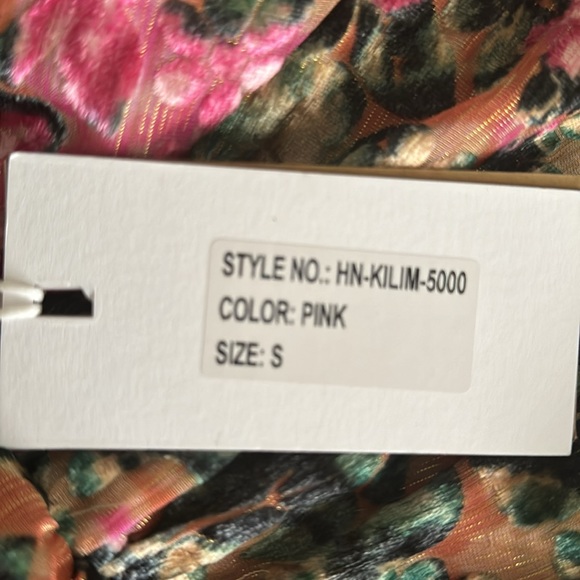 STYLE NO.: HN-KILIM-5000
COLOR: PINK
SIZE: S